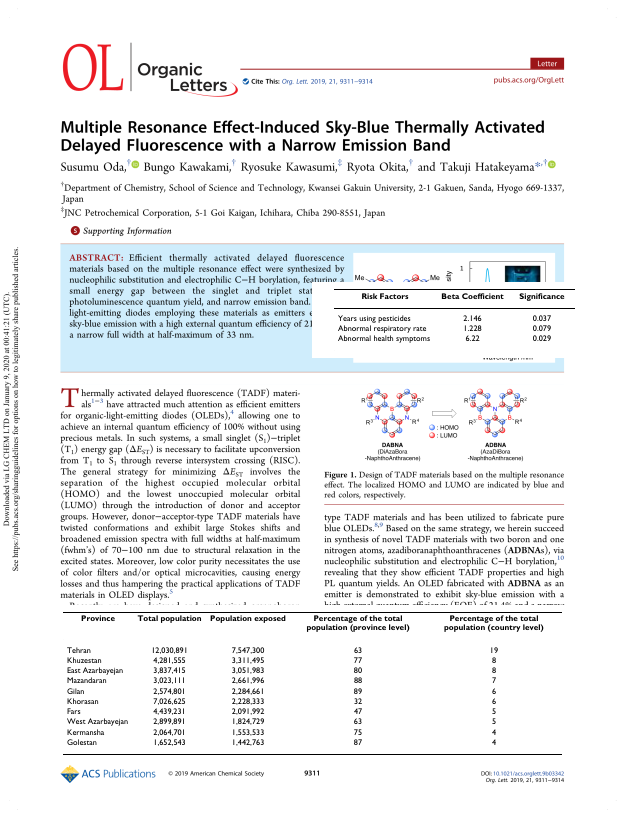 OL Organic Letters
Letter
Cite This: Org. Lett. 2019, 21, 9311−9314
pubs.acs.org/OrgLett
Multiple Resonance Effect-Induced Sky-Blue Thermally Activated
Delayed Fluorescence with a Narrow Emission Band
Susumu Oda,† Bungo Kawakami,† Ryosuke Kawasumi,‡ Ryota Okita,† and Takuji Hatakeyama*,†
†Department of Chemistry, School of Science and Technology, Kwansei Gakuin University, 2-1 Gakuen, Sanda, Hyogo 669-1337,
Japan
‡JNC Petrochemical Corporation, 5-1 Goi Kaigan, Ichihara, Chiba 290-8551, Japan
S Supporting Information
ABSTRACT: Efficient thermally activated delayed fluorescence
materials based on the multiple resonance effect were synthesized by
nucleophilic substitution and electrophilic C−H borylation, featuring a
small energy gap between the singlet and triplet
photoluminescence quantum yield, and narrow emission band.
light-emitting diodes employing these materials as emitters
sky-blue emission with a high external quantum efficiency of
a narrow full width at half-maximum of 33 nm.
Me Me
1
Risk Factors Beta Coefficient Significance
Years using pesticides 2.146 0.037
Abnormal respiratory rate 1.228 0.079
Abnormal health symptoms 6.22 0.029
Thermally activated delayed fluorescence (TADF) materi-
als1−3 have attracted much attention as efficient emitters
for organic-light-emitting diodes (OLEDs),4 allowing one to
achieve an internal quantum efficiency of 100% without using
precious metals. In such systems, a small singlet (S1)−triplet
(T1) energy gap (ΔEST) is necessary to facilitate upconversion
from T1 to S1 through reverse intersystem crossing (RISC).
The general strategy for minimizing ΔEST involves the
separation of the highest occupied molecular orbital
(HOMO) and the lowest unoccupied molecular orbital
(LUMO) through the introduction of donor and acceptor
groups. However, donor−acceptor-type TADF materials have
twisted conformations and exhibit large Stokes shifts and
broadened emission spectra with full widths at half-maximum
(fwhm's) of 70−100 nm due to structural relaxation in the
excited states. Moreover, low color purity necessitates the use
of color filters and/or optical microcavities, causing energy
losses and thus hampering the practical applications of TADF
materials in OLED displays.5
R1 R2 R3 R4
B N N
: HOMO
: LUMO
DABNA
(DiAzaBora
-NaphthoAnthracene)
R1 R2 R3 R4
B N B
ADBNA
(AzaDiBora
-NaphthoAnthracene)
Figure 1. Design of TADF materials based on the multiple resonance
effect. The localized HOMO and LUMO are indicated by blue and
red colors, respectively.
type TADF materials and has been utilized to fabricate pure
blue OLEDs.8,9 Based on the same strategy, we herein succeed
in synthesis of novel TADF materials with two boron and one
nitrogen atoms, azadiboranaphthoanthracenes (ADBNAs), via
nucleophilic substitution and electrophilic C−H borylation,10
revealing that they show efficient TADF properties and high
PL quantum yields. An OLED fabricated with ADBNA as an
emitter is demonstrated to exhibit sky-blue emission with a
Province Total population Population exposed Percentage of the total population (province level) Percentage of the total population (country level)
Tehran 12,030,891 7,547,300 63 19
Khuzestan 4,281,555 3,311,495 77 8
East Azarbayejan 3,837,415 3,051,983 80 8
Mazandaran 3,023,111 2,661,996 88 7
Gilan 2,574,801 2,284,661 89 6
Khorasan 7,026,625 2,228,333 32 6
Fars 4,439,231 2,091,992 47 5
West Azarbayejan 2,899,891 1,824,729 63 5
Kermansha 2,064,701 1,553,533 75 4
Golestan 1,652,543 1,442,763 87 4
ACS Publications
© 2019 American Chemical Society
9311
DOI: 10.1021/acs.orglett.9b03342
Org. Lett. 2019, 21, 9311−9314
Downloaded via LG CHEM LTD on January 9, 2020 at 00:41:21 (UTC).
See https://pubs.acs.org/sharingguidelines for options on how to legitimately share published articles.